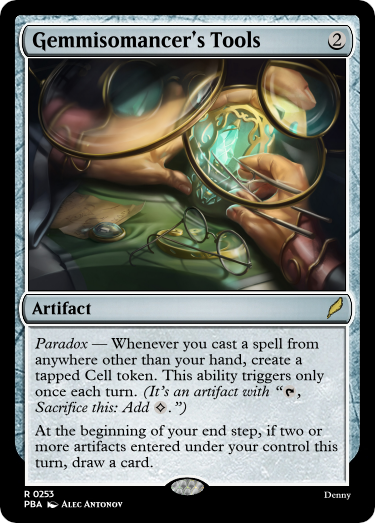 Gemmisomancer's Tools 2
Artifact
Paradox — Whenever you cast a spell from
anywhere other than your hand, create a
tapped Cell token. This ability triggers only
once each turn. (It's an artifact with “,
Sacrifice this: Add .”)
At the beginning of your end step, if two or
more artifacts entered under your control this
turn, draw a card.
R 0253
PBA Alec Antonov
Denny